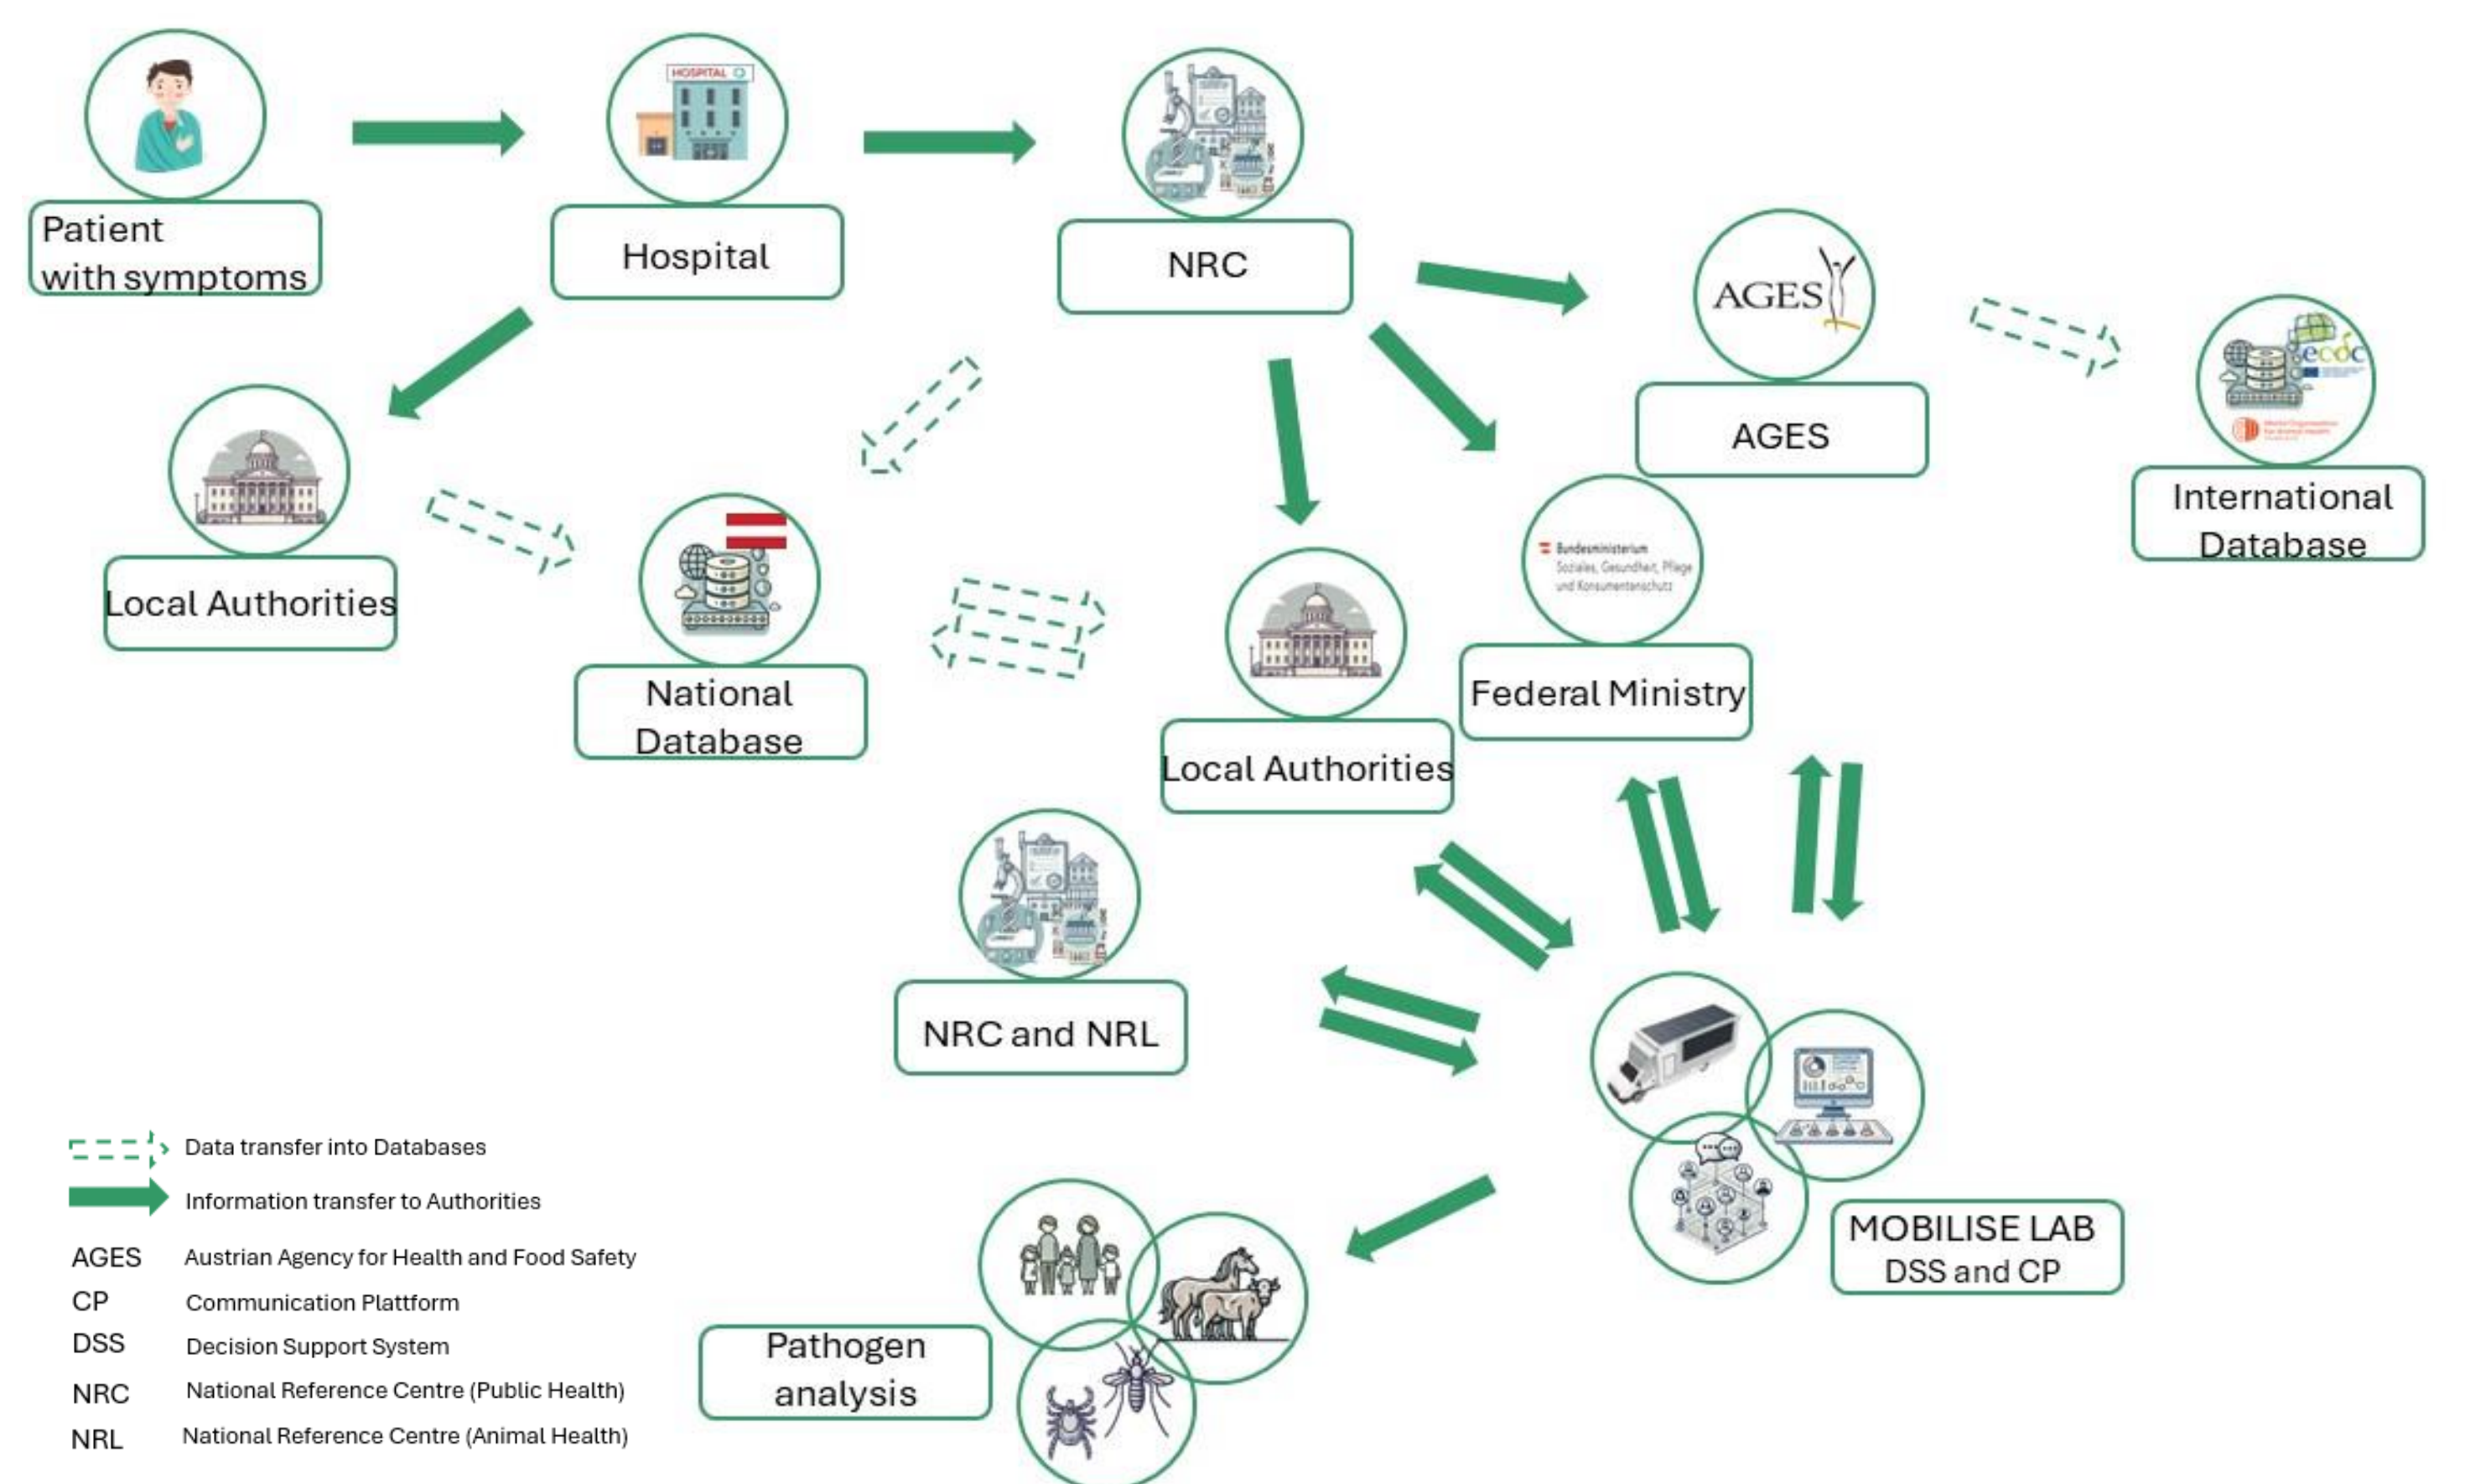 HOSPITAL
Patient
with symptoms
Hospital
NRC
AGES
AGES
ecdc
International
Database
Local Authorities
National
Database
Bundesministerium
Soziales, Gesundheit, Pflege
und Konsumentenschutz
Local Authorities
Federal Ministry
NRC and NRL
MOBILISE LAB
DSS and CP
Pathogen
analysis
Data transfer into Databases
Information transfer to Authorities
AGES Austrian Agency for Health and Food Safety
CP Communication Plattform
DSS Decision Support System
NRC National Reference Centre (Public Health)
NRL National Reference Centre (Animal Health)